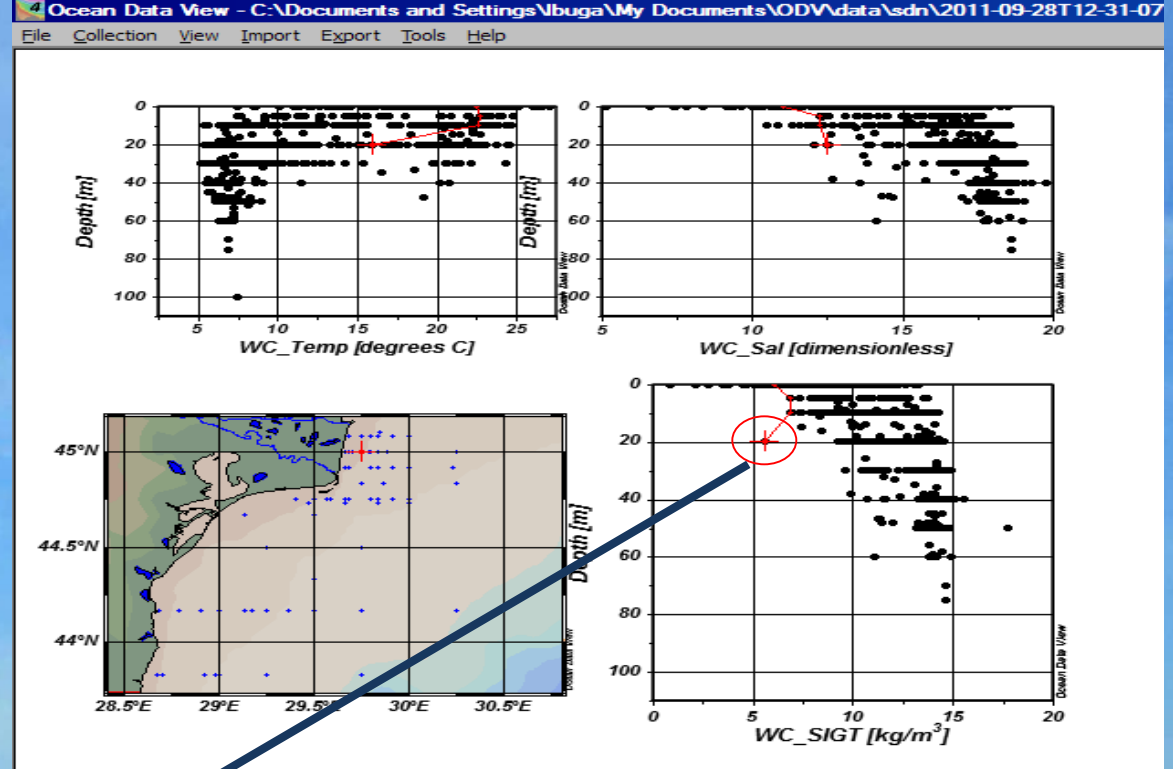 Ocean Data View - C:\Documents and Settings\lbuga\My Documents\ODV\data\sdn\2011-09-28T12-31-07
File Collection View Import Export Tools Help
0
20
40
60
80
100
Depth [m]
5 10 15 20 25
WC_Temp [degrees C]
Ocean Data View
0
20
40
60
80
100
Depth [m]
5 10 15 20
WC_Sal [dimensionless]
Ocean Data View
45°N
44.5°N
44°N
28.5°E 29°E 29.5°E 30°E 30.5°E
Ocean Data View
0
20
40
60
80
100
Depth [m]
0 5 10 15 20
WC_SIGT [kg/m³]
Ocean Data View